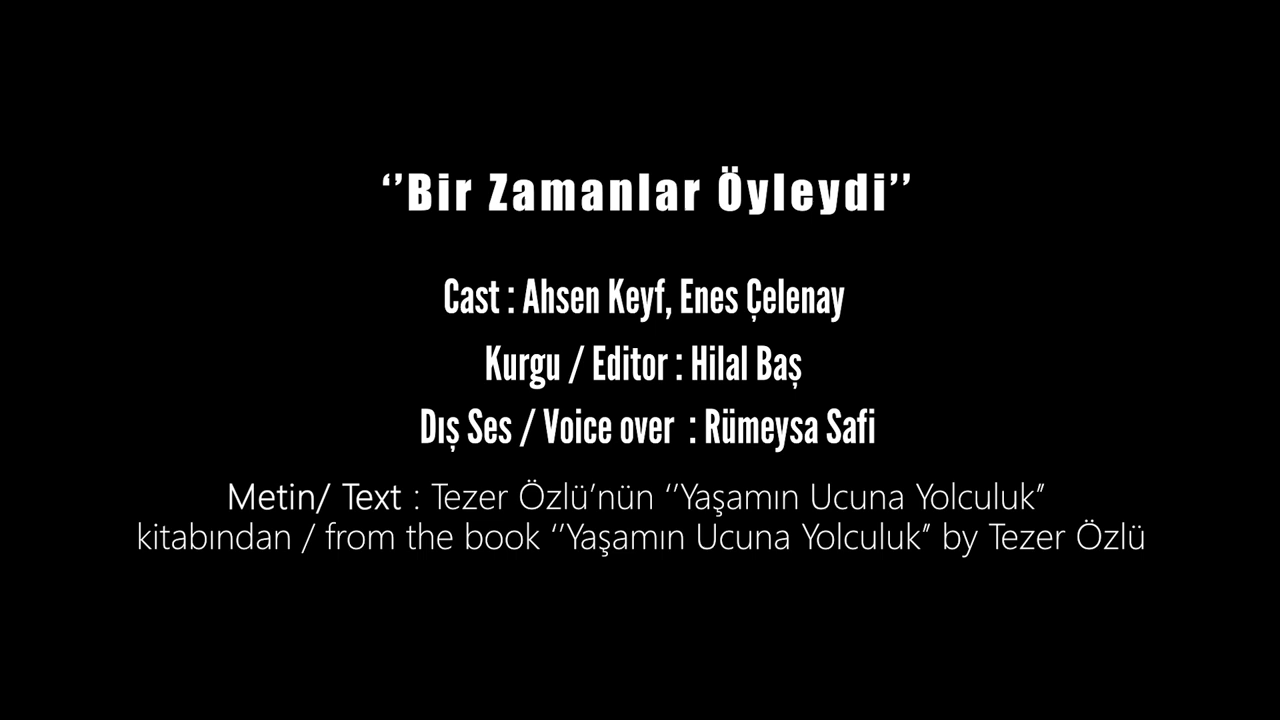 ‘’Bir Zamanlar Öyleydi’’
Cast : Ahsen Keyf, Enes Çelenay
Kurgu / Editor : Hilal Baş
Dış Ses / Voice over : Rümeysa Safi
Metin/ Text : Tezer Özlü’nün ‘’Yaşamın Ucuna Yolculuk’’
kitabından / from the book ‘’Yaşamın Ucuna Yolculuk’’ by Tezer Özlü